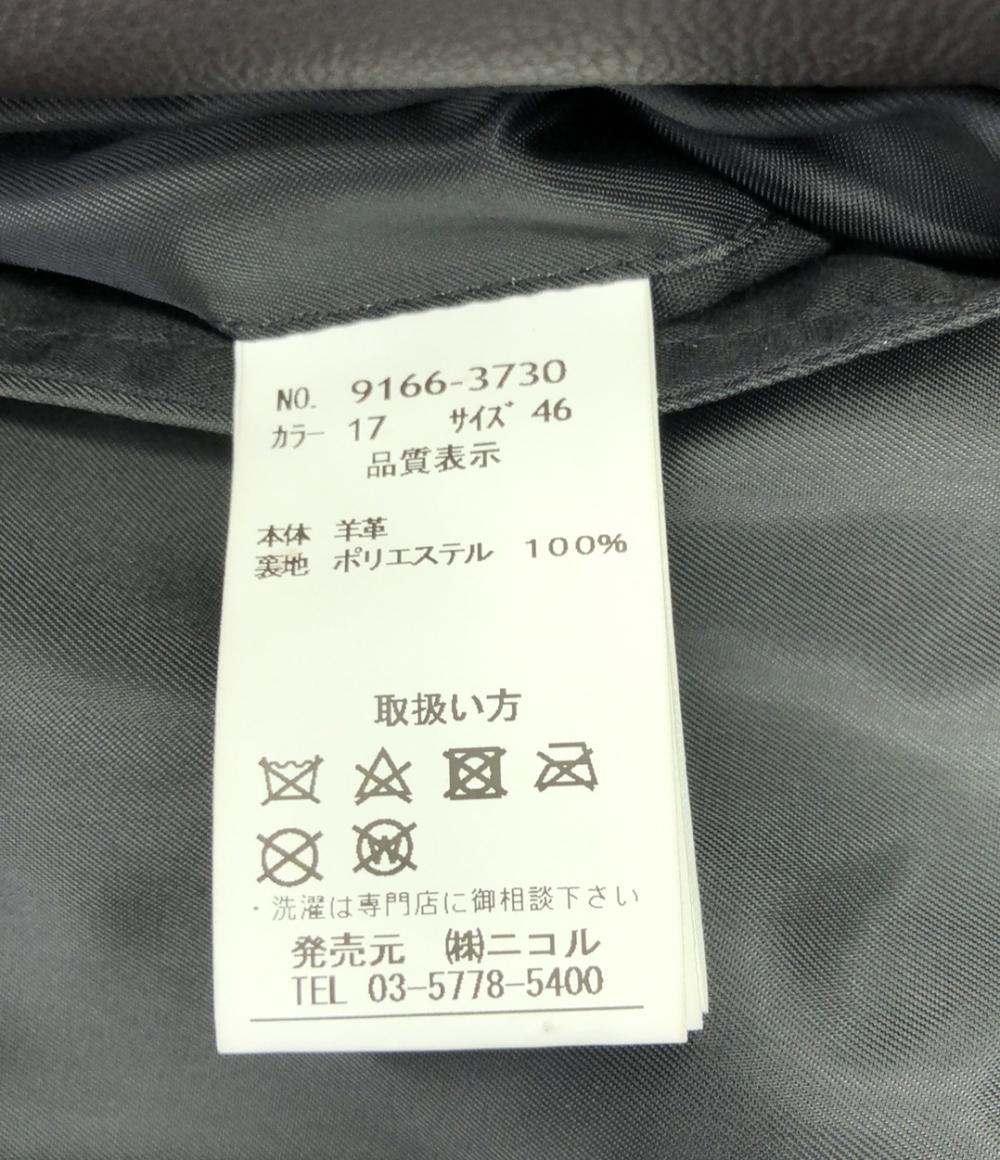 NO. 9166-3730
カラー 17 サイズ 46
品質表示
本体 羊革
裏地 ポリエステル 100%
取扱い方
W
・洗濯は専門店に御相談下さい
発売元 ㈱ニコル
TEL 03-5778-5400